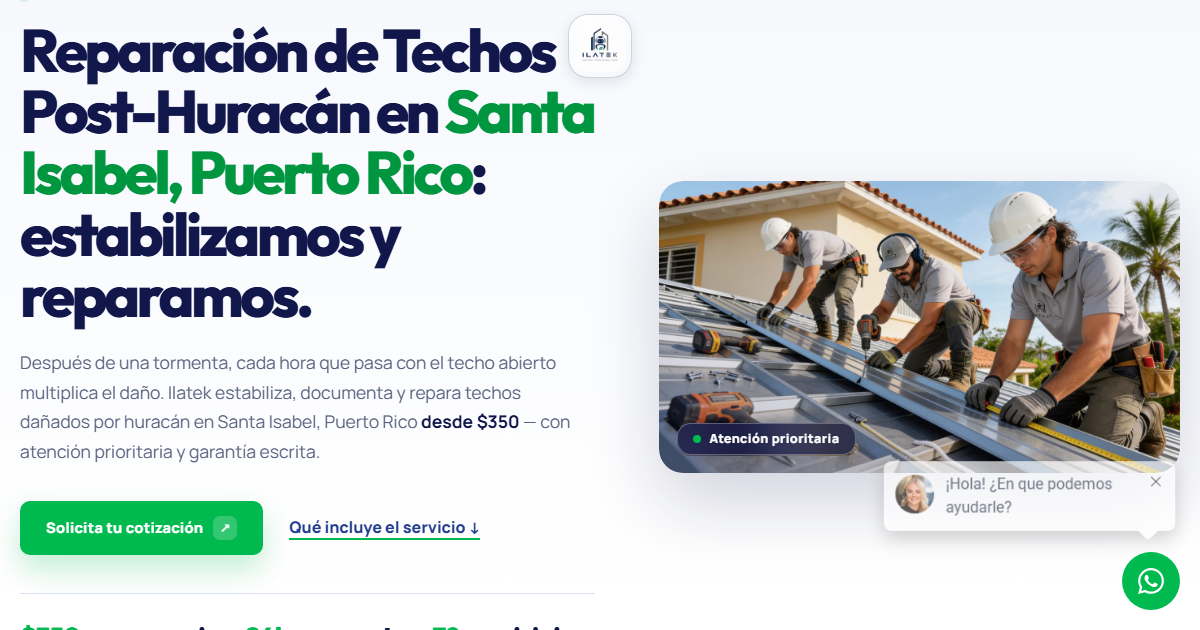 Reparación de Techos
Post-Huracán en Santa
Isabel, Puerto Rico:
estabilizamos y
reparamos.
ILATEK
Después de una tormenta, cada hora que pasa con el techo abierto
multiplica el daño. Ilatek estabiliza, documenta y repara techos
dañados por huracán en Santa Isabel, Puerto Rico desde $350 — con
atención prioritaria y garantía escrita.
Solicita tu cotización ↗
Qué incluye el servicio ↓
Atención prioritaria
¡Hola! ¿En que podemos
ayudarle?